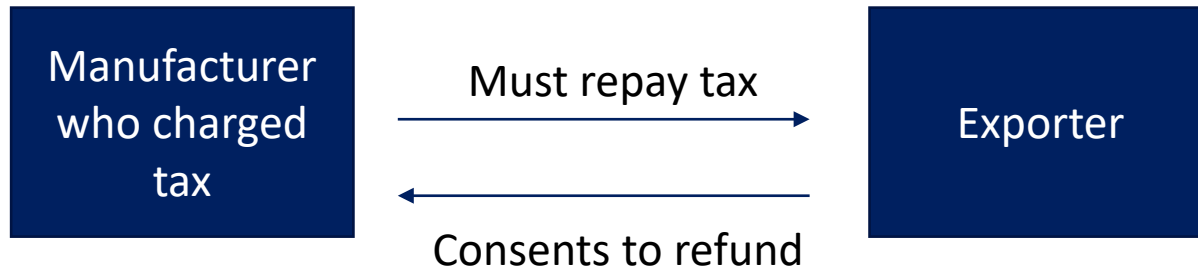 Manufacturer
who charged
tax
Must repay tax
Consents to refund
Exporter